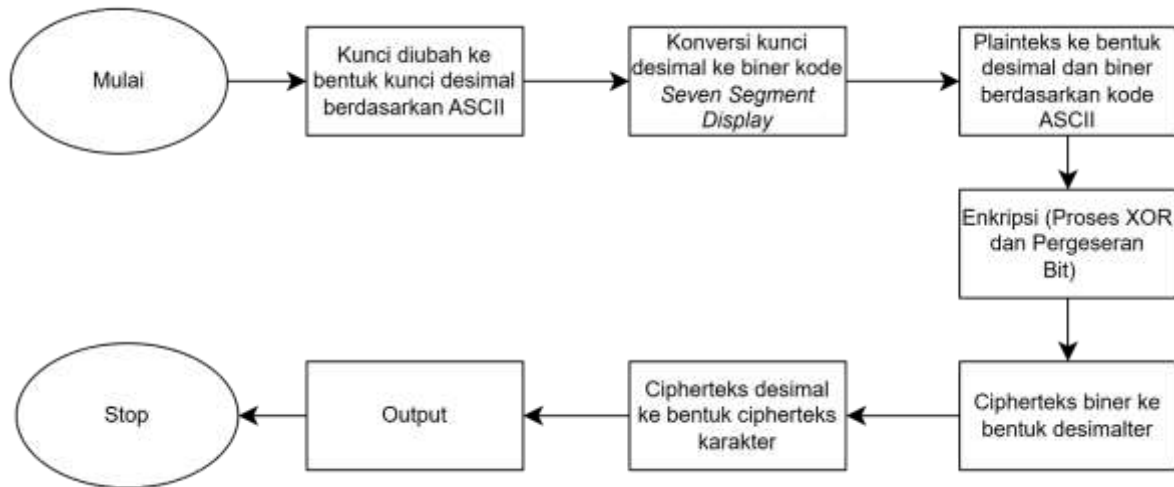 Mulai
Kunci diubah ke
bentuk kunci desimal
berdasarkan ASCII
Konversi kunci
desimal ke biner kode
Seven Segment
Display
Plainteks ke bentuk
desimal dan biner
berdasarkan kode
ASCII
Enkripsi (Proses XOR
dan Pergeseran
Bit)
Cipherteks biner ke
bentuk desimalter
Cipherteks desimal
ke bentuk cipherteks
karakter
Output
Stop